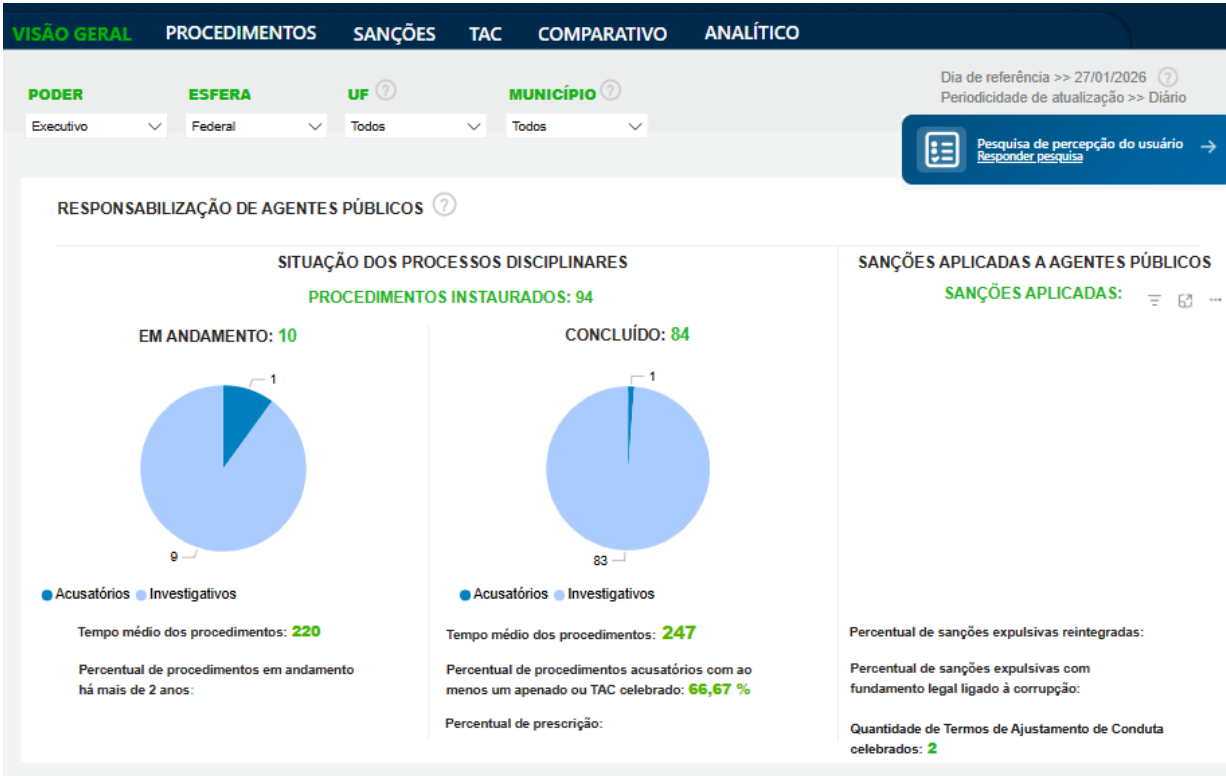 VISÃO GERAL PROCEDIMENTOS SANÇÕES TAC COMPARATIVO ANALÍTICO
Dia de referência >> 27/01/2026 ?
Periodicidade de atualização >> Diário
PODER ESFERA UF ? MUNICÍPIO ?
Executivo Federal Todos Todos
Pesquisa de percepção do usuário →
Responder pesquisa
RESPONSABILIZAÇÃO DE AGENTES PÚBLICOS ?
SITUAÇÃO DOS PROCESSOS DISCIPLINARES
PROCEDIMENTOS INSTAURADOS: 94
EM ANDAMENTO: 10
1
9
Acusatórios Investigativos
Tempo médio dos procedimentos: 220
Percentual de procedimentos em andamento
há mais de 2 anos:
CONCLUÍDO: 84
1
83
Acusatórios Investigativos
Tempo médio dos procedimentos: 247
Percentual de procedimentos acusatórios com ao
menos um apenado ou TAC celebrado: 66,67 %
Percentual de prescrição:
SANÇÕES APLICADAS A AGENTES PÚBLICOS
SANÇÕES APLICADAS:
Percentual de sanções expulsivas reintegradas:
Percentual de sanções expulsivas com
fundamento legal ligado à corrupção:
Quantidade de Termos de Ajustamento de Conduta
celebrados: 2